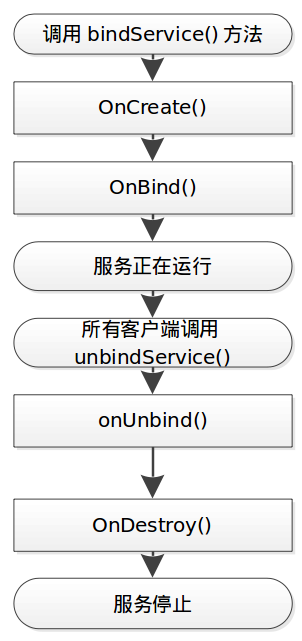 调用 bindService() 方法
OnCreate()
OnBind()
服务正在运行
所有客户端调用
unbindService()
onUnbind()
OnDestroy()
服务停止